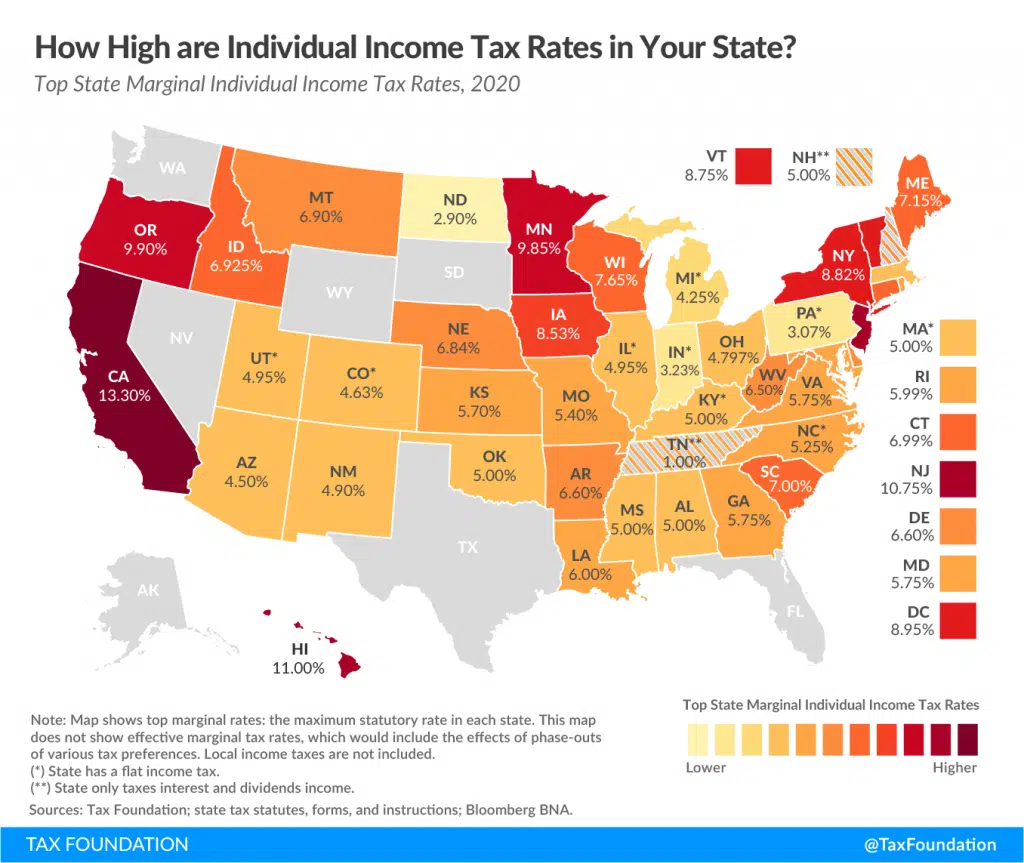 How High are Individual Income Tax Rates in Your State?
Top State Marginal Individual Income Tax Rates, 2020
VT
8.75%
NH**
5.00%
WA
MT
6.90%
ND
2.90%
MN
9.85%
ME
7.15%
OR
9.90%
ID
6.925%
SD
WI
7.65%
NY
8.82%
WY
MI*
4.25%
IA
8.53%
PA*
3.07%
NV
NE
6.84%
UT*
4.95%
CO*
4.63%
IL*
4.95%
IN*
3.23%
OH
4.797%
WV
6.50%
VA
5.75%
CA
13.30%
KS
5.70%
MO
5.40%
KY*
5.00%
NC*
5.25%
TN**
1.00%
AZ
4.50%
NM
4.90%
OK
5.00%
AR
6.60%
SC
7.00%
MS
5.00%
AL
5.00%
GA
5.75%
TX
LA
6.00%
FL
AK
HI
11.00%
MA*
5.00%
RI
5.99%
CT
6.99%
NJ
10.75%
DE
6.60%
MD
5.75%
DC
8.95%
Top State Marginal Individual Income Tax Rates
Lower
Higher
Note: Map shows top marginal rates: the maximum statutory rate in each state. This map
does not show effective marginal tax rates, which would include the effects of phase-outs
of various tax preferences. Local income taxes are not included.
(*) State has a flat income tax.
(**) State only taxes interest and dividends income.
Sources: Tax Foundation; state tax statutes, forms, and instructions; Bloomberg BNA.
TAX FOUNDATION
@TaxFoundation